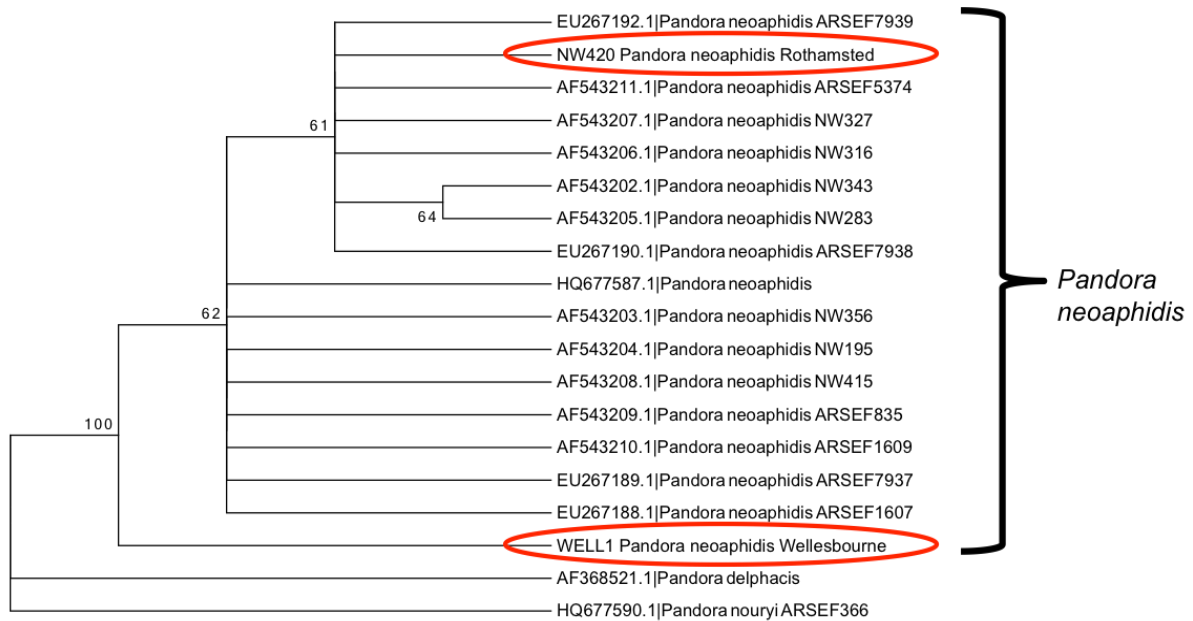 EU267192.1|Pandora neoaphidis ARSEF7939
NW420 Pandora neoaphidis Rothamsted
AF543211.1|Pandora neoaphidis ARSEF5374
61
AF543207.1|Pandora neoaphidis NW327
AF543206.1|Pandora neoaphidis NW316
AF543202.1|Pandora neoaphidis NW343
64
AF543205.1|Pandora neoaphidis NW283
EU267190.1|Pandora neoaphidis ARSEF7938
HQ677587.1|Pandora neoaphidis
Pandora
neoaphidis
62
AF543203.1|Pandora neoaphidis NW356
AF543204.1|Pandora neoaphidis NW195
AF543208.1|Pandora neoaphidis NW415
AF543209.1|Pandora neoaphidis ARSEF835
100
AF543210.1|Pandora neoaphidis ARSEF1609
EU267189.1|Pandora neoaphidis ARSEF7937
EU267188.1|Pandora neoaphidis ARSEF1607
WELL1 Pandora neoaphidis Wellesbourne
AF368521.1|Pandora delphacis
HQ677590.1|Pandora nouryi ARSEF366